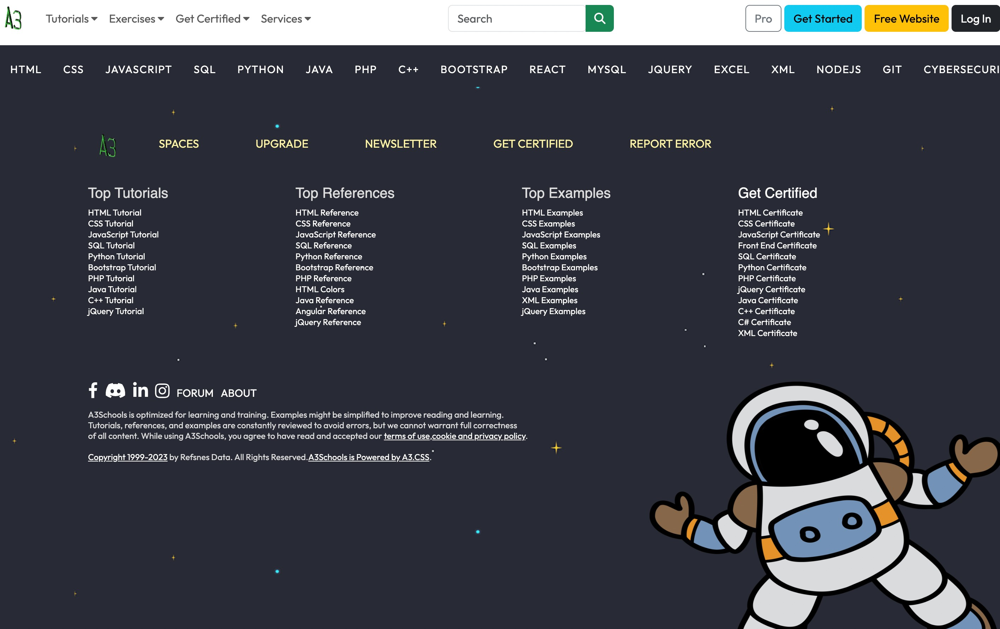 A3 Tutorials Exercises Get Certified Services Search Pro Get Started Free Website Log In
HTML CSS JAVASCRIPT SQL PYTHON JAVA PHP C++ BOOTSTRAP REACT MYSQL JQUERY EXCEL XML NODEJS GIT CYBERSECURI
A3 SPACES UPGRADE NEWSLETTER GET CERTIFIED REPORT ERROR
Top Tutorials
HTML Tutorial
CSS Tutorial
JavaScript Tutorial
SQL Tutorial
Python Tutorial
Bootstrap Tutorial
PHP Tutorial
Java Tutorial
C++ Tutorial
jQuery Tutorial
Top References
HTML Reference
CSS Reference
JavaScript Reference
SQL Reference
Python Reference
Bootstrap Reference
PHP Reference
HTML Colors
Java Reference
Angular Reference
jQuery Reference
Top Examples
HTML Examples
CSS Examples
JavaScript Examples
SQL Examples
Python Examples
Bootstrap Examples
PHP Examples
Java Examples
XML Examples
jQuery Examples
Get Certified
HTML Certificate
CSS Certificate
JavaScript Certificate
Front End Certificate
SQL Certificate
Python Certificate
PHP Certificate
jQuery Certificate
Java Certificate
C++ Certificate
C# Certificate
XML Certificate
FORUM ABOUT
A3Schools is optimized for learning and training. Examples might be simplified to improve reading and learning.
Tutorials, references, and examples are constantly reviewed to avoid errors, but we cannot warrant full correctness
of all content. While using A3Schools, you agree to have read and accepted our terms of use,cookie and privacy policy.
Copyright 1999-2023 by Refsnes Data. All Rights Reserved.A3Schools is Powered by A3.CSS.